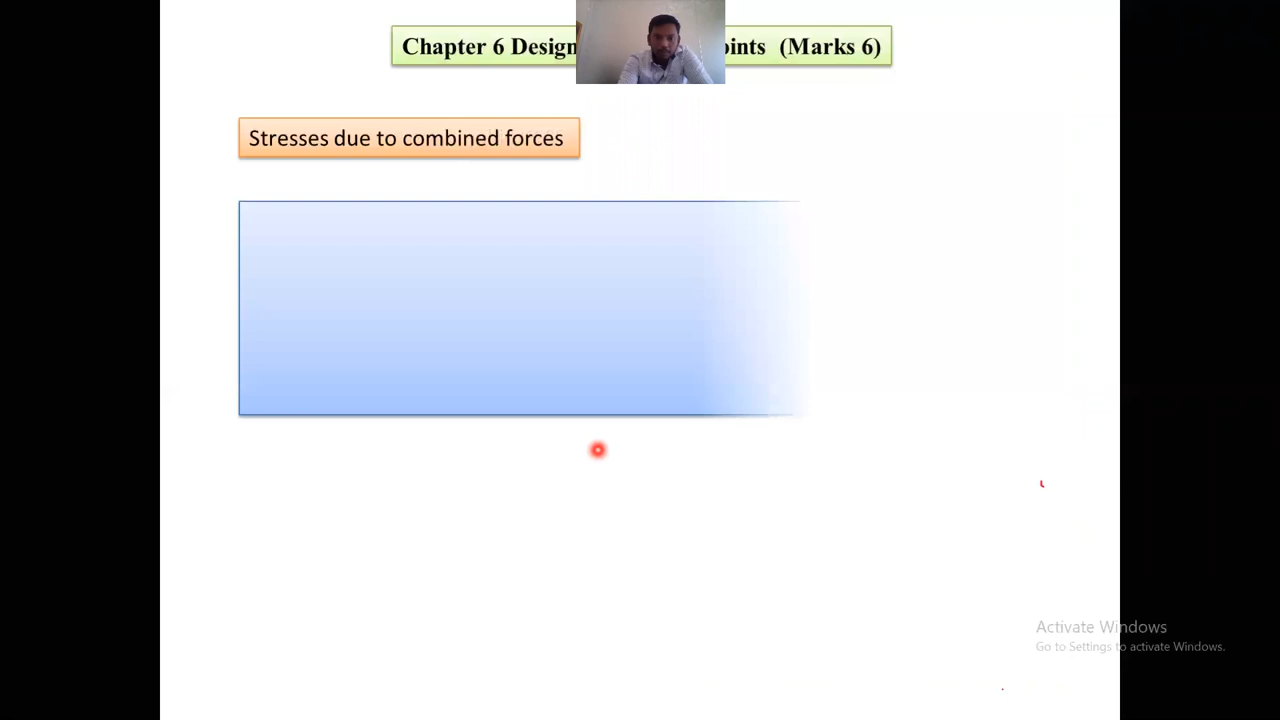 Chapter 6 Design oints (Marks 6)
Stresses due to combined forces
Activate Windows
Go to Settings to activate Windows.